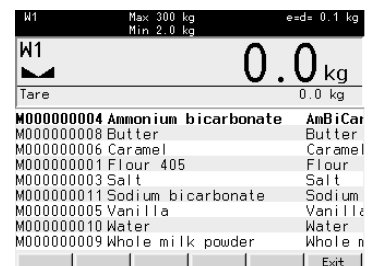 W1 Max 300 kg e=d= 0.1 kg
Min 2.0 kg
W1
0.0 kg
Tare 0.0 kg
M000000004 Ammonium bicarbonate AmBiCar
M000000008 Butter Butter
M000000006 Caramel Caramel
M000000001 Flour 405 Flour
M000000003 Salt Salt
M000000011 Sodium bicarbonate Sodium
M000000005 Vanilla Vanilla
M000000010 Water Water
M000000009 Whole milk powder Whole
Exit